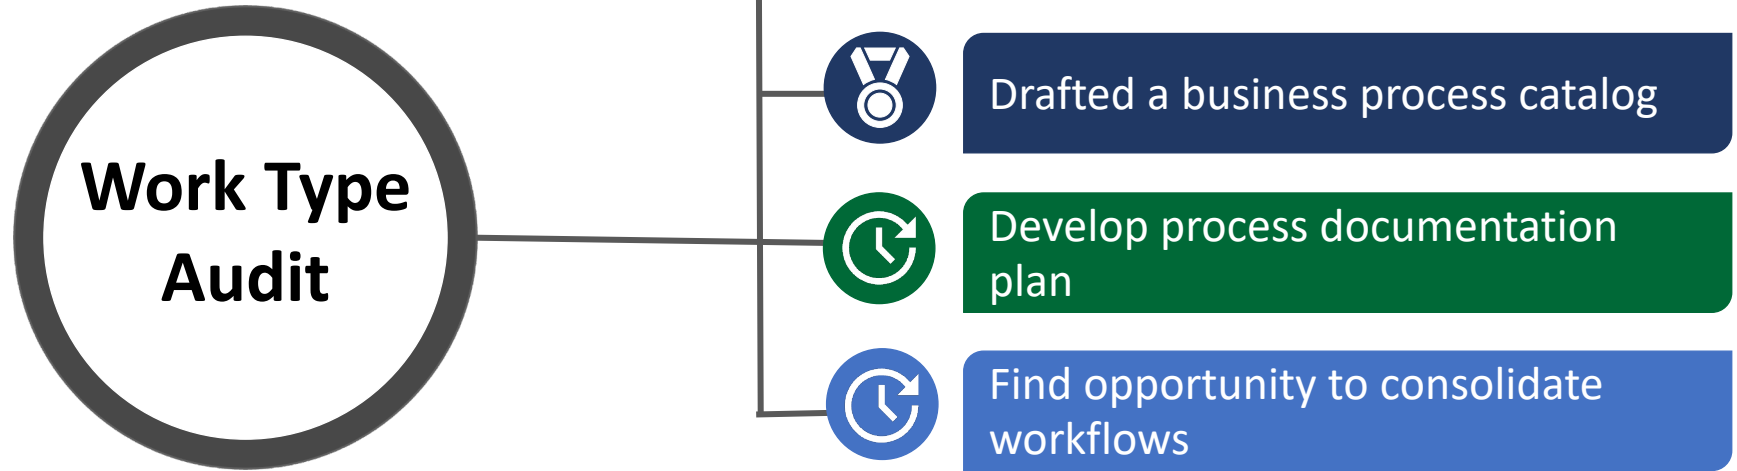 Work Type
Audit
Drafted a business process catalog
Develop process documentation
plan
Find opportunity to consolidate
workflows